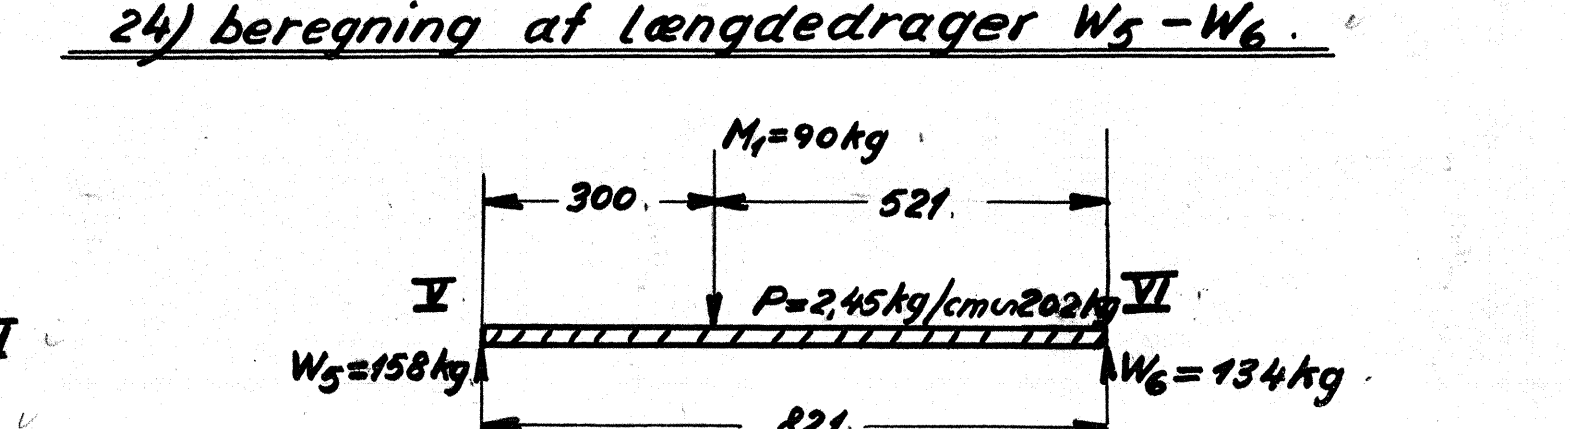 24) beregning af længdedrager W5 – W6.
M1=90kg
300. 521.
V P=2,45kg/cm∽202kg VI
W5=158kg W6=134kg
821.